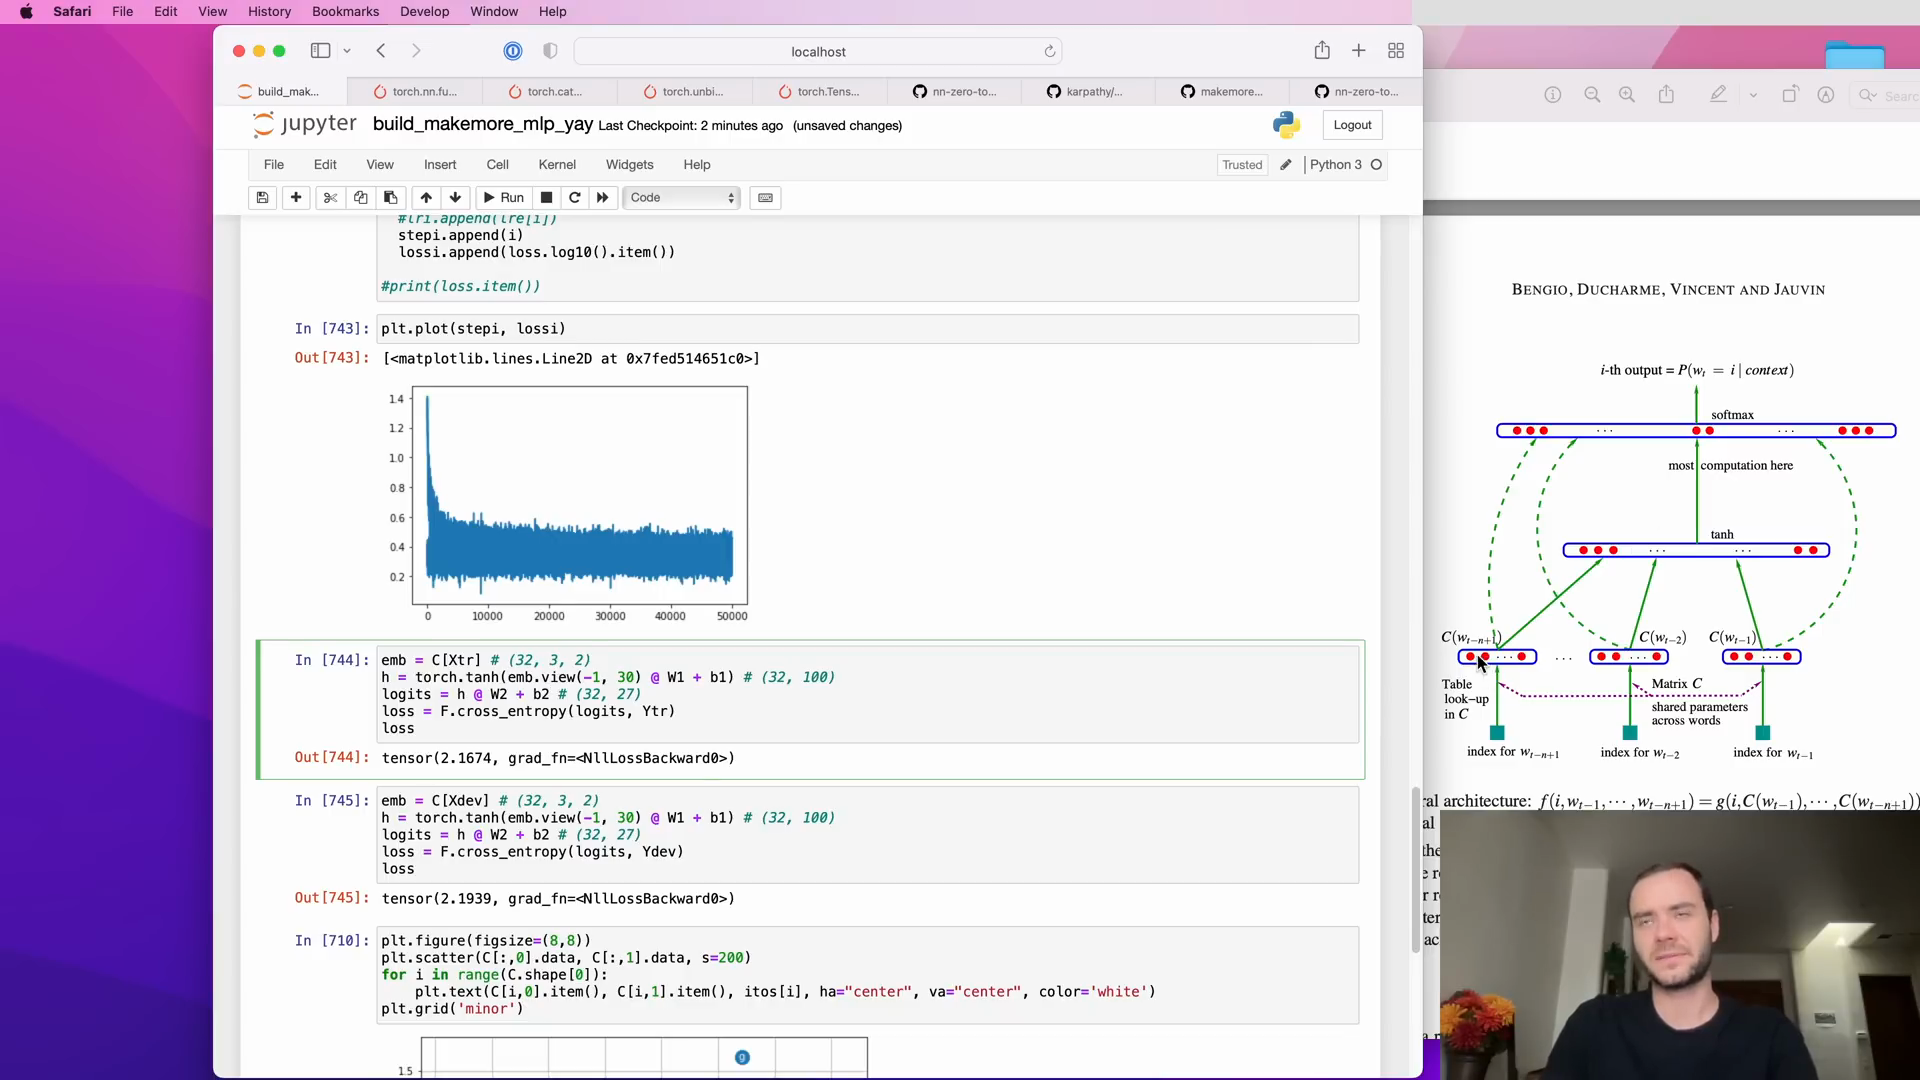 Safari File Edit View History Bookmarks Develop Window Help
localhost
build_mak... torch.nn.fu... torch.cat... torch.unbi... torch.Tens... nn-zero-to... karpathy/... makemore... nn-zero-to...
jupyter build_makemore_mlp_yay Last Checkpoint: 2 minutes ago (unsaved changes) Logout
File Edit View Insert Cell Kernel Widgets Help Trusted Python 3
Run Code
#lri.append(lre[i])
stepi.append(i)
lossi.append(loss.log10().item())
#print(loss.item())
In [743]: plt.plot(stepi, lossi)
Out[743]: [<matplotlib.lines.Line2D at 0x7fed514651c0>]
1.4
1.2
1.0
0.8
0.6
0.4
0.2
0 10000 20000 30000 40000 50000
In [744]: emb = C[Xtr] # (32, 3, 2)
h = torch.tanh(emb.view(-1, 30) @ W1 + b1) # (32, 100)
logits = h @ W2 + b2 # (32, 27)
loss = F.cross_entropy(logits, Ytr)
loss
Out[744]: tensor(2.1674, grad_fn=<NllLossBackward0>)
In [745]: emb = C[Xdev] # (32, 3, 2)
h = torch.tanh(emb.view(-1, 30) @ W1 + b1) # (32, 100)
logits = h @ W2 + b2 # (32, 27)
loss = F.cross_entropy(logits, Ydev)
loss
Out[745]: tensor(2.1939, grad_fn=<NllLossBackward0>)
In [710]: plt.figure(figsize=(8,8))
plt.scatter(C[:,0].data, C[:,1].data, s=200)
for i in range(C.shape[0]):
plt.text(C[i,0].item(), C[i,1].item(), itos[i], ha="center", va="center", color='white')
plt.grid('minor')
g
1.5
Search
BENGIO, DUCHARME, VINCENT AND JAUVIN
i-th output = P(w_t = i | context)
softmax
... ... 
most computation here
tanh
... ...
C(w_{t−n+1}) C(w_{t−2}) C(w_{t−1})
... ... ... ...
Table look−up in C
Matrix C
shared parameters across words
index for w_{t−n+1} index for w_{t−2} index for w_{t−1}
ral architecture: f(i,w_{t−1},···,w_{t−n+1}) = g(i,C(w_{t−1}),···,C(w_{t−n+1}))